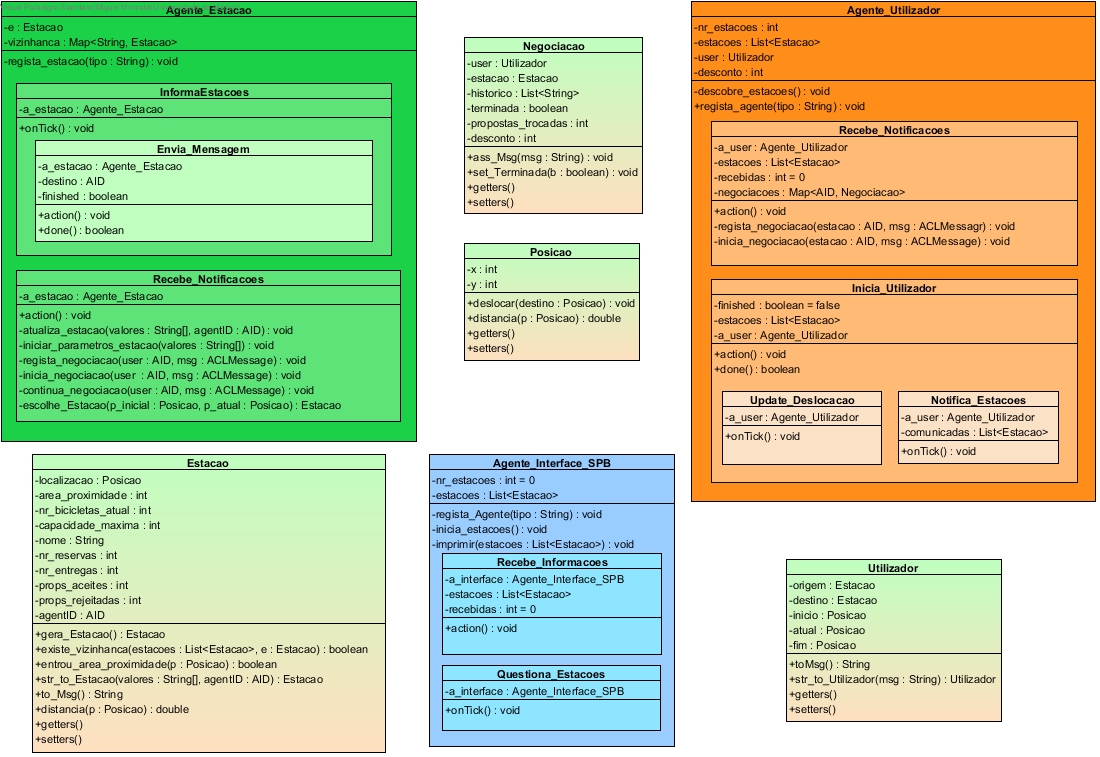 Agente_Estacao
-e : Estacao
-vizinhanca : Map<String, Estacao>
-regista_estacao(tipo : String) : void
InformaEstacoes
-a_estacao : Agente_Estacao
+onTick() : void
Envia_Mensagem
-a_estacao : Agente_Estacao
-destino : AID
-finished : boolean
+action() : void
+done() : boolean
Recebe_Notificacoes
-a_estacao : Agente_Estacao
+action() : void
-atualiza_estacao(valores : String[], agentID : AID) : void
-iniciar_parametros_estacao(valores : String[]) : void
-regista_negociacao(user : AID, msg : ACLMessage) : void
-inicia_negociacao(user : AID, msg : ACLMessage) : void
-continua_negociacao(user : AID, msg : ACLMessage) : void
-escolhe_Estacao(p_inicial : Posicao, p_atual : Posicao) : Estacao
Negociacao
-user : Utilizador
-estacao : Estacao
-historico : List<String>
-terminada : boolean
-propostas_trocadas : int
-desconto : int
+ass_Msg(msg : String) : void
+set_Terminada(b : boolean) : void
+getters()
+setters()
Posicao
-x : int
-y : int
+deslocar(destino : Posicao) : void
+distancia(p : Posicao) : double
+getters()
+setters()
Agente_Utilizador
-nr_estacoes : int
-estacoes : List<Estacao>
-user : Utilizador
-desconto : int
-descobre_estacoes() : void
+regista_agente(tipo : String) : void
Recebe_Notificacoes
-a_user : Agente_Utilizador
-estacoes : List<Estacao>
-recebidas : int = 0
-negociacoes : Map<AID, Negociacao>
+action() : void
-regista_negociacao(estacao : AID, msg : ACLMessagr) : void
-inicia_negociacao(estacao : AID, msg : ACLMessage) : void
Inicia_Utilizador
-finished : boolean = false
-estacoes : List<Estacao>
-a_user : Agente_Utilizador
+action() : void
+done() : boolean
Update_Deslocacao
-a_user : Agente_Utilizador
+onTick() : void
Notifica_Estacoes
-a_user : Agente_Utilizador
-comunicadas : List<Estacao>
+onTick() : void
Estacao
-localizacao : Posicao
-area_proximidade : int
-nr_bicicletas_atual : int
-capacidade_maxima : int
-nome : String
-nr_reservas : int
-nr_entregas : int
-props_aceites : int
-props_rejeitadas : int
-agentID : AID
+gera_Estacao() : Estacao
+existe_vizinhanca(estacoes : List<Estacao>, e : Estacao) : boolean
+entrou_area_proximidade(p : Posicao) : boolean
+str_to_Estacao(valores : String[], agentID : AID) : Estacao
+to_Msg() : String
+distancia(p : Posicao) : double
+getters()
+setters()
Agente_Interface_SPB
-nr_estacoes : int = 0
-estacoes : List<Estacao>
-regista_Agente(tipo : String) : void
-inicia_estacoes() : void
-imprimir(estacoes : List<Estacao>) : void
Recebe_Informacoes
-a_interface : Agente_Interface_SPB
-estacoes : List<Estacao>
-recebidas : int = 0
+action() : void
Questiona_Estacoes
-a_interface : Agente_Interface_SPB
+onTick() : void
Utilizador
-origem : Estacao
-destino : Estacao
-inicio : Posicao
-atual : Posicao
-fim : Posicao
+toMsg() : String
+str_to_Utilizador(msg : String) : Utilizador
+getters()
+setters()